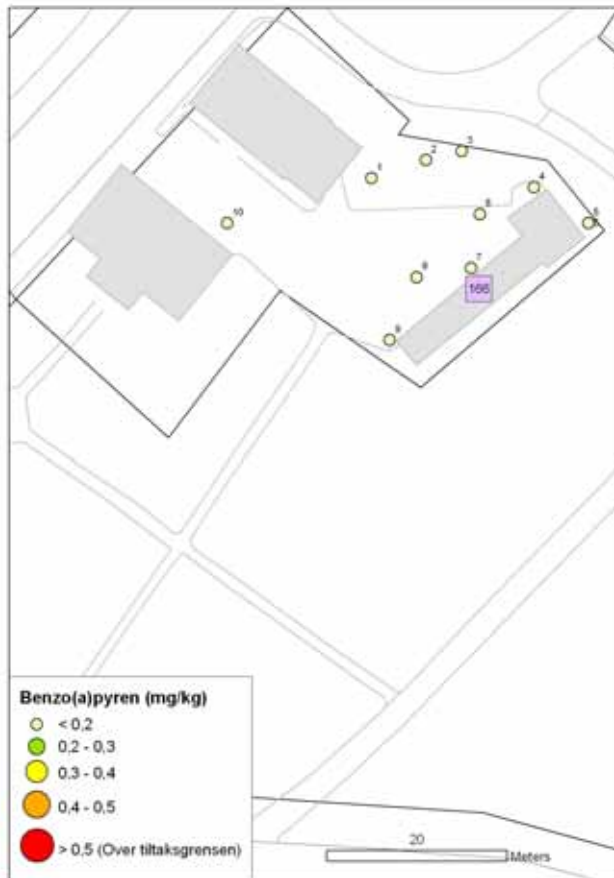 3
2
4
1
5
10
7
8
166
9
Benzo(a)pyren (mg/kg)
< 0,2
0,2 - 0,3
0,3 - 0,4
0,4 - 0,5
> 0,5 (Over tiltaksgrensen)
20
Meters